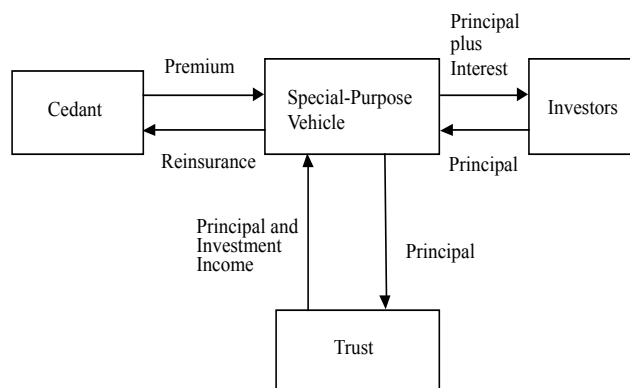 Principal
plus
Interest
Premium
Cedant
Special-Purpose
Vehicle
Investors
Reinsurance
Principal
Principal and
Investment
Income
Principal
Trust